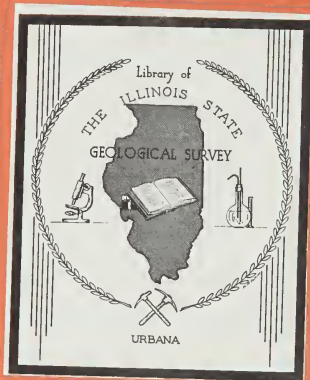 Library of
THE ILLINOIS STATE
GEOLOGICAL SURVEY
URBANA